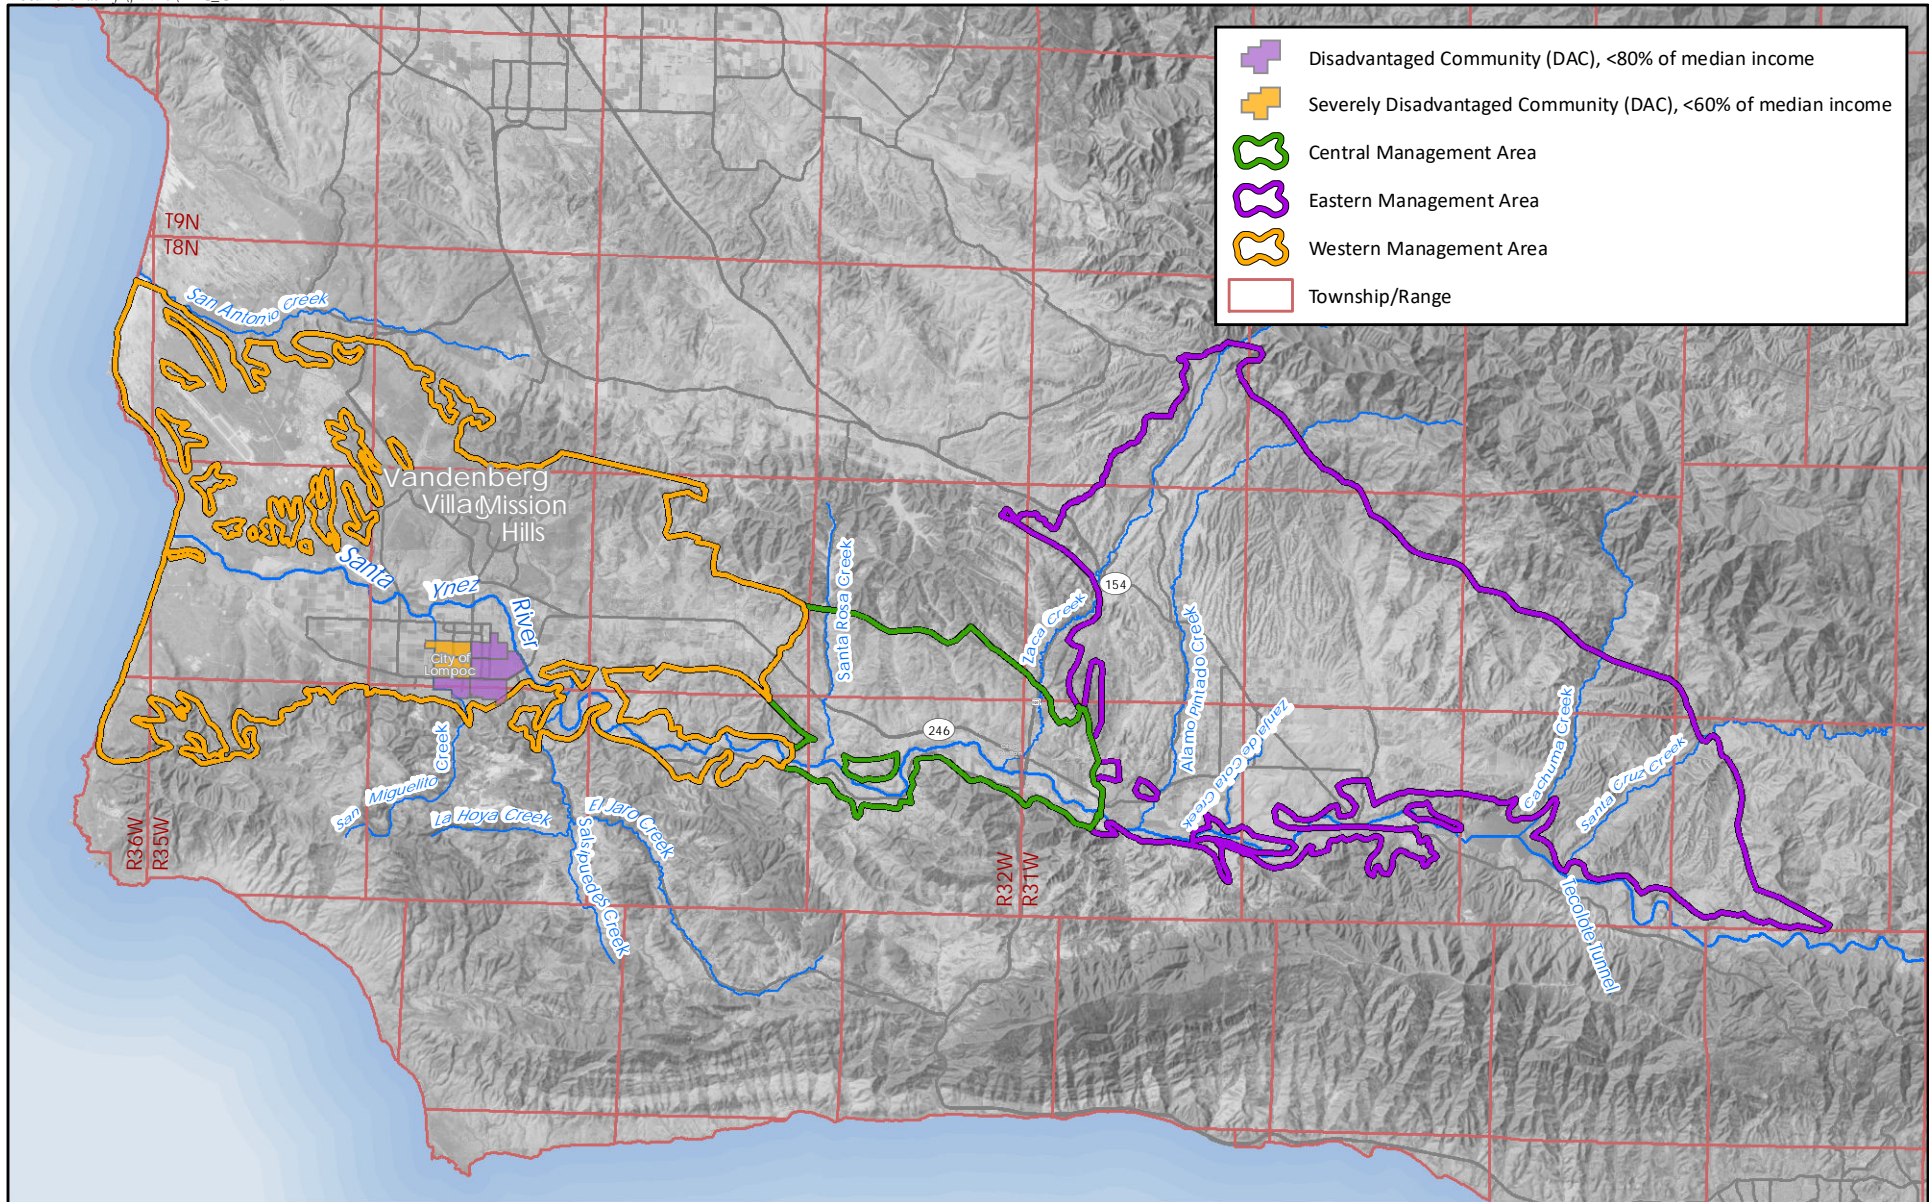 Disadvantaged Community (DAC), <80% of median income
Severely Disadvantaged Community (DAC), <60% of median income
Central Management Area
Eastern Management Area
Western Management Area
Township/Range
T9N
T8N
San Antonio Creek
Vandenberg
Villag
Mission
Hills
Santa
Ynez
River
City of
Lompoc
Santa Rosa Creek
Zaca Creek
154
Alamo Pintado Creek
246
Zanja de Cota Creek
Cachuma Creek
Santa Cruz Creek
San
Miguelito
Creek
La Hoya Creek
El Jaro Creek
Salsipuedes Creek
R36W
R35W
R32W
R31W
Tecolote Tunnel